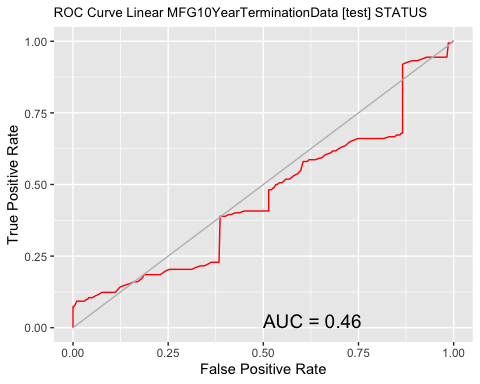 ROC Curve Linear MFG10YearTerminationData [test] STATUS
1.00
0.75
0.50
0.25
0.00
True Positive Rate
AUC = 0.46
0.00 0.25 0.50 0.75 1.00
False Positive Rate